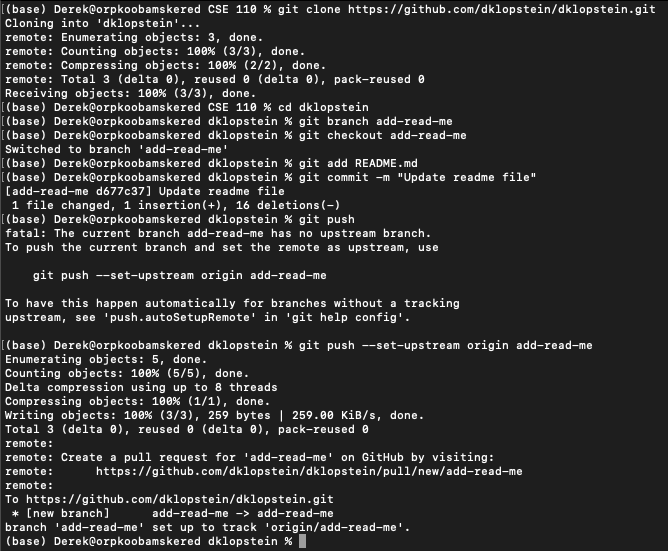 [(base) Derek@orpkoobamskered CSE 110 % git clone https://github.com/dklopstein/dklopstein.git
Cloning into 'dklopstein'...
remote: Enumerating objects: 3, done.
remote: Counting objects: 100% (3/3), done.
remote: Compressing objects: 100% (2/2), done.
remote: Total 3 (delta 0), reused 0 (delta 0), pack-reused 0
Receiving objects: 100% (3/3), done.
[(base) Derek@orpkoobamskered CSE 110 % cd dklopstein
[(base) Derek@orpkoobamskered dklopstein % git branch add-read-me
[(base) Derek@orpkoobamskered dklopstein % git checkout add-read-me
Switched to branch 'add-read-me'
[(base) Derek@orpkoobamskered dklopstein % git add README.md
[(base) Derek@orpkoobamskered dklopstein % git commit -m "Update readme file"
[add-read-me d677c37] Update readme file
 1 file changed, 1 insertion(+), 16 deletions(-)
[(base) Derek@orpkoobamskered dklopstein % git push
fatal: The current branch add-read-me has no upstream branch.
To push the current branch and set the remote as upstream, use
    git push --set-upstream origin add-read-me
To have this happen automatically for branches without a tracking
upstream, see 'push.autoSetupRemote' in 'git help config'.
[(base) Derek@orpkoobamskered dklopstein % git push --set-upstream origin add-read-me
Enumerating objects: 5, done.
Counting objects: 100% (5/5), done.
Delta compression using up to 8 threads
Compressing objects: 100% (1/1), done.
Writing objects: 100% (3/3), 259 bytes | 259.00 KiB/s, done.
Total 3 (delta 0), reused 0 (delta 0), pack-reused 0
remote:
remote: Create a pull request for 'add-read-me' on GitHub by visiting:
remote:      https://github.com/dklopstein/dklopstein/pull/new/add-read-me
remote:
To https://github.com/dklopstein/dklopstein.git
 * [new branch]      add-read-me -> add-read-me
branch 'add-read-me' set up to track 'origin/add-read-me'.
(base) Derek@orpkoobamskered dklopstein %